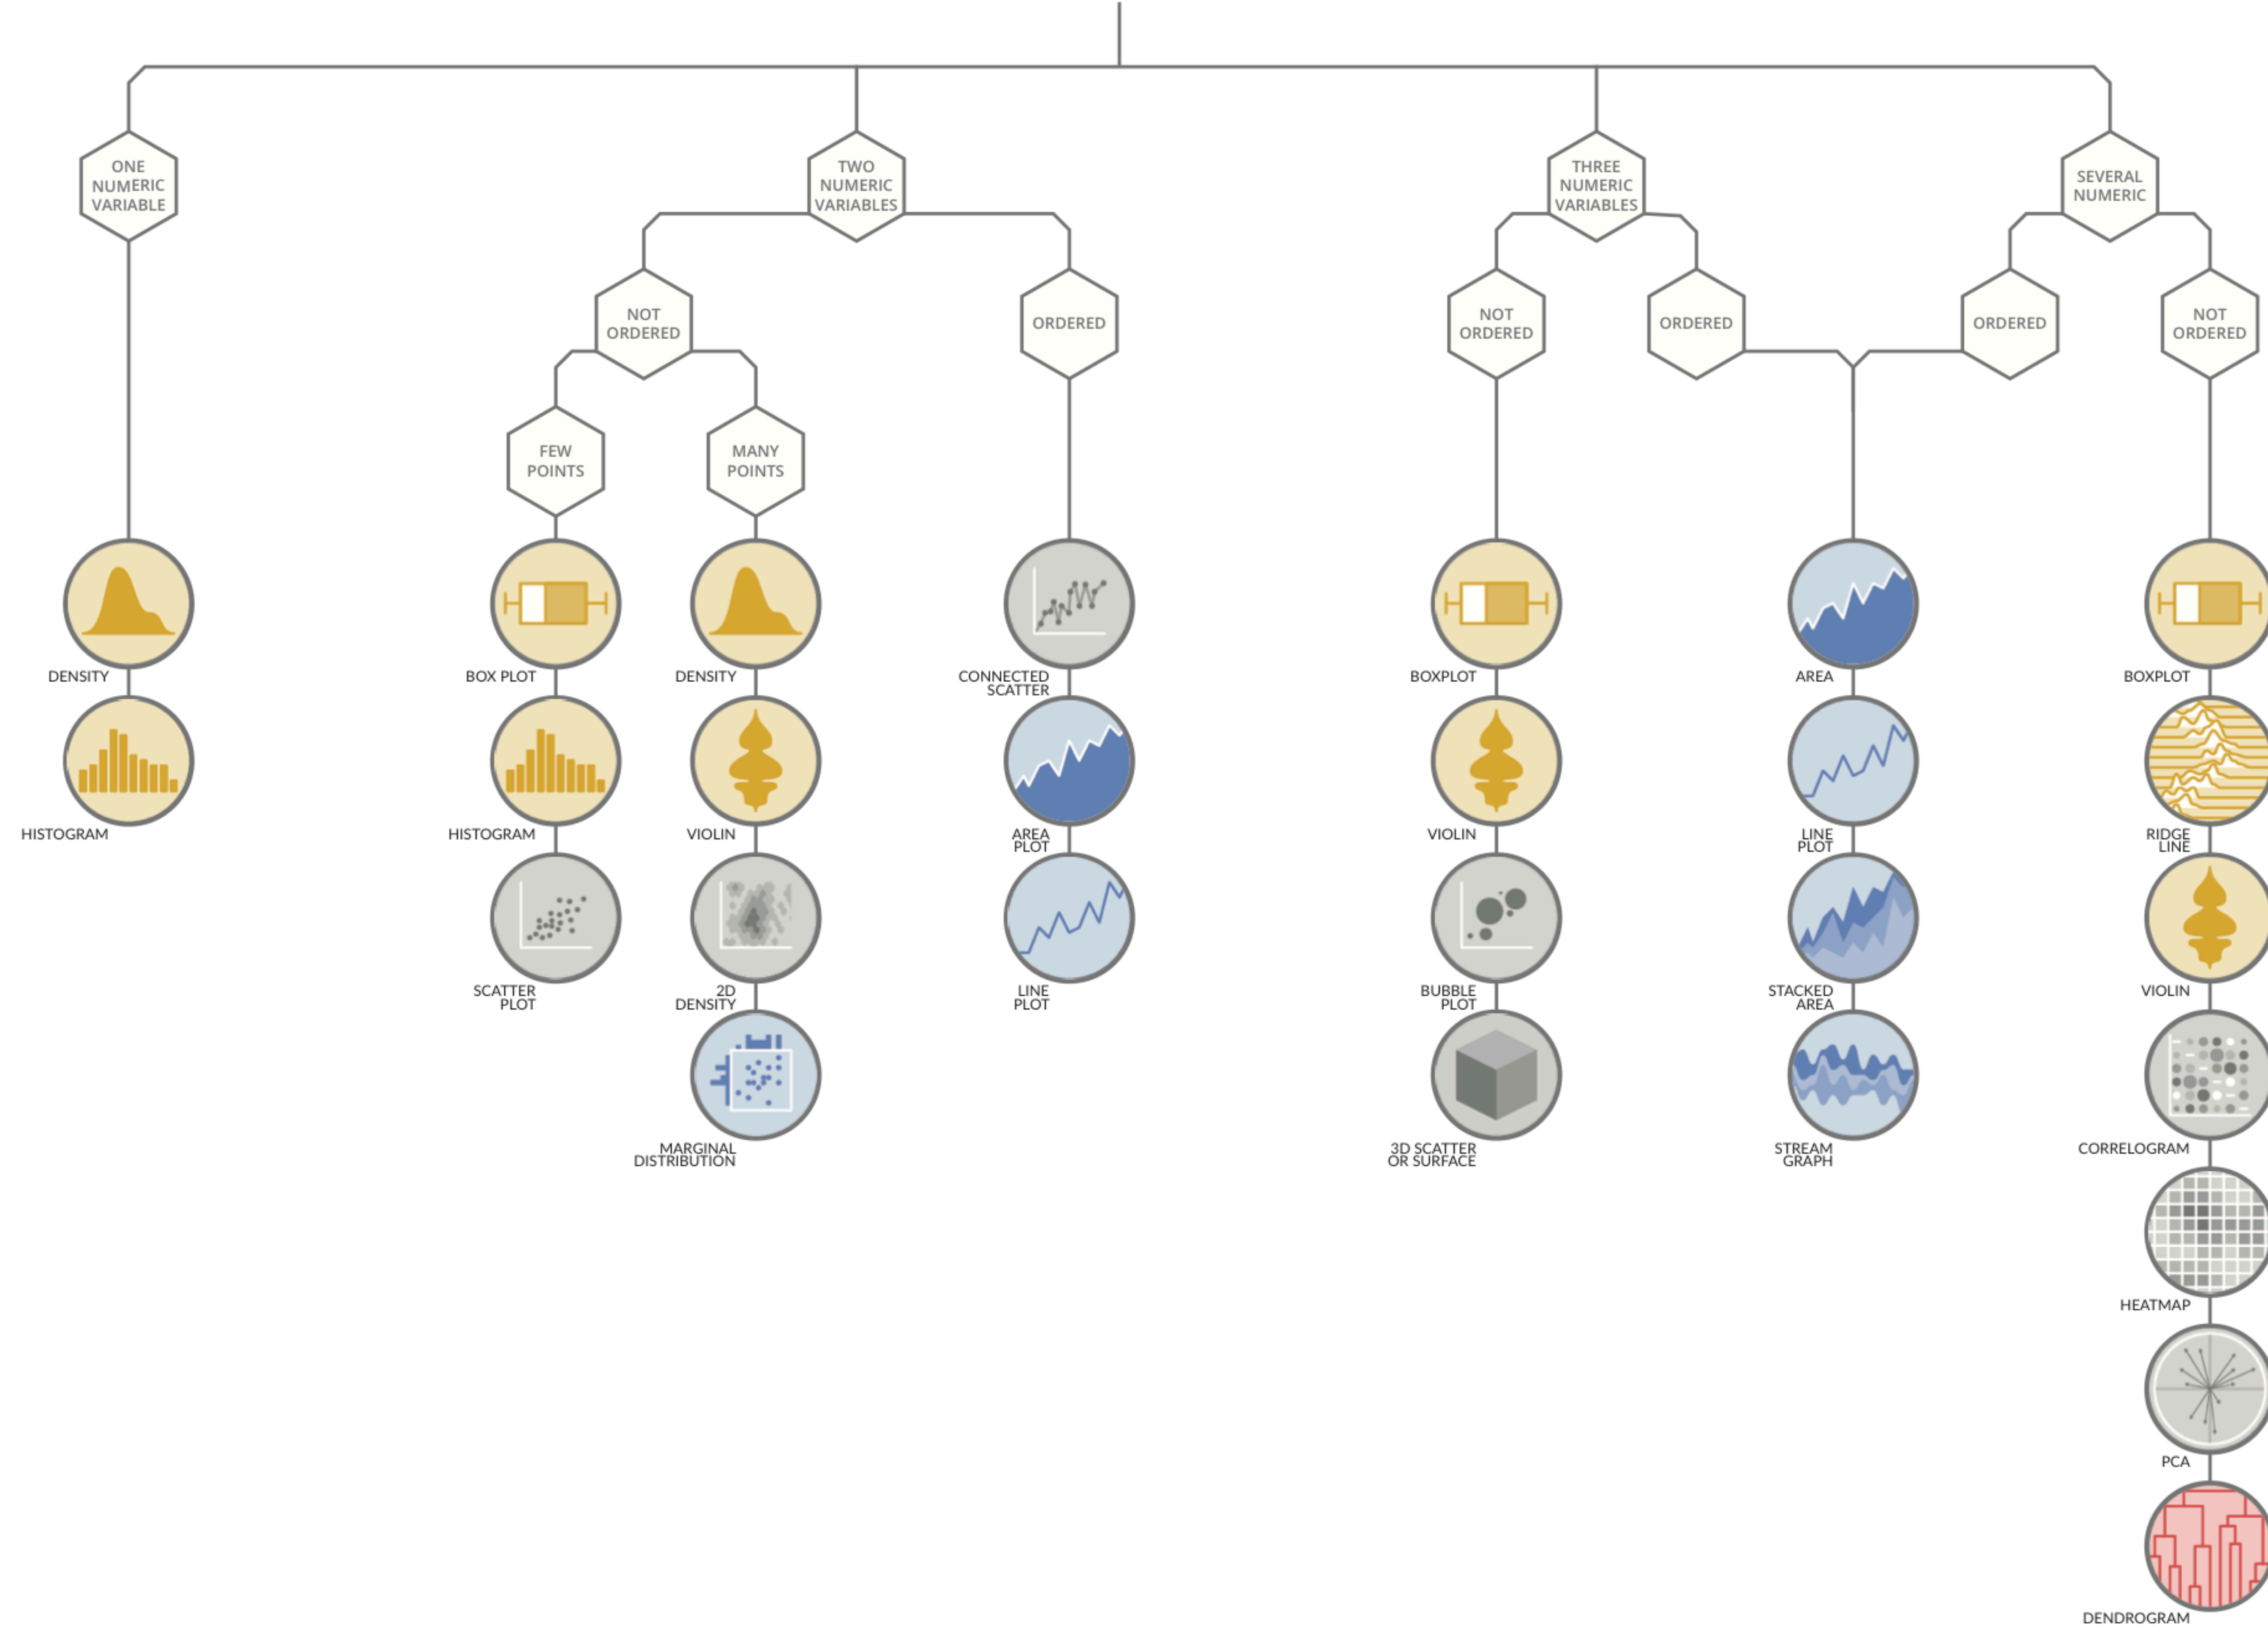 ONE
NUMERIC
VARIABLE
TWO
NUMERIC
VARIABLES
THREE
NUMERIC
VARIABLES
SEVERAL
NUMERIC
NOT
ORDERED
ORDERED
NOT
ORDERED
ORDERED
ORDERED
NOT
ORDERED
FEW
POINTS
MANY
POINTS
DENSITY
BOX PLOT
DENSITY
CONNECTED
SCATTER
BOXPLOT
AREA
BOXPLOT
HISTOGRAM
HISTOGRAM
VIOLIN
AREA
PLOT
VIOLIN
LINE
PLOT
RIDGE
LINE
SCATTER
PLOT
2D
DENSITY
LINE
PLOT
BUBBLE
PLOT
STACKED
AREA
VIOLIN
MARGINAL
DISTRIBUTION
3D SCATTER
OR SURFACE
STREAM
GRAPH
CORRELOGRAM
HEATMAP
PCA
DENDROGRAM